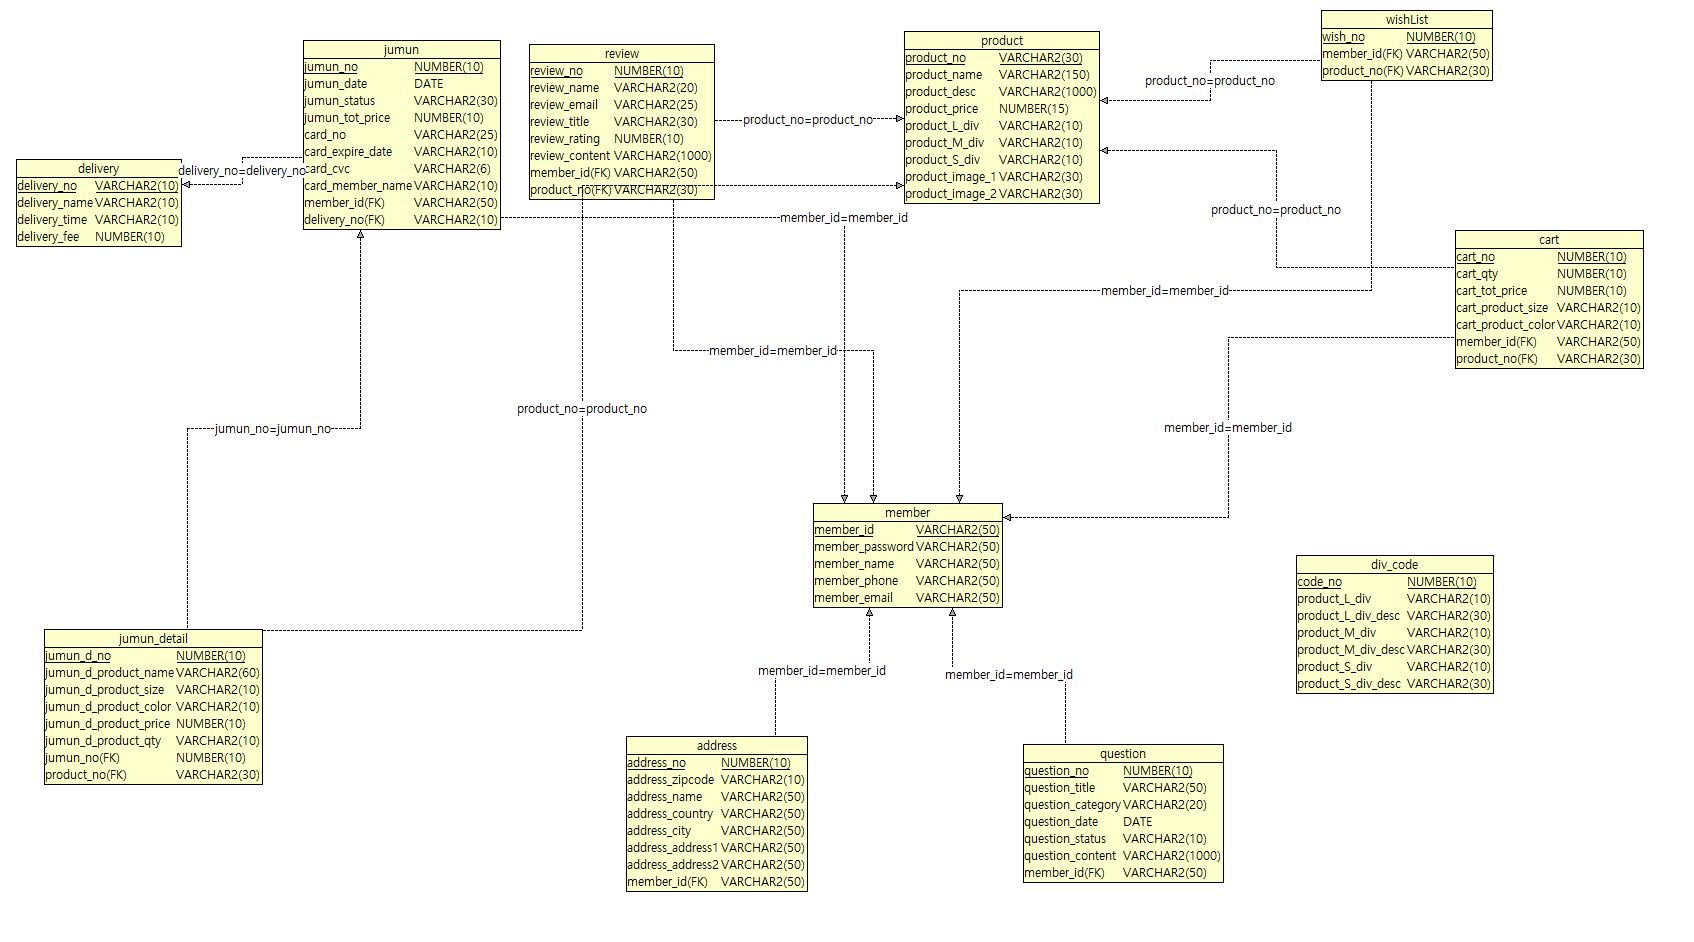 wishList
wish_no NUMBER(10)
member_id(FK) VARCHAR2(50)
product_no(FK) VARCHAR2(30)
product
product_no VARCHAR2(30)
product_name VARCHAR2(150)
product_desc VARCHAR2(1000)
product_price NUMBER(15)
product_L_div VARCHAR2(10)
product_M_div VARCHAR2(10)
product_S_div VARCHAR2(10)
product_image_1 VARCHAR2(30)
product_image_2 VARCHAR2(30)
jumun
jumun_no NUMBER(10)
jumun_date DATE
jumun_status VARCHAR2(30)
jumun_tot_price NUMBER(10)
card_no VARCHAR2(25)
card_expire_date VARCHAR2(10)
card_cvc VARCHAR2(6)
card_member_name VARCHAR2(10)
member_id(FK) VARCHAR2(50)
delivery_no(FK) VARCHAR2(10)
review
review_no NUMBER(10)
review_name VARCHAR2(20)
review_email VARCHAR2(25)
review_title VARCHAR2(30)
review_rating NUMBER(10)
review_content VARCHAR2(1000)
member_id(FK) VARCHAR2(50)
product_no(FK) VARCHAR2(30)
product_no=product_no
product_no=product_no
delivery_no=delivery_no
delivery
delivery_no VARCHAR2(10)
delivery_name VARCHAR2(10)
delivery_time VARCHAR2(10)
delivery_fee NUMBER(10)
member_id=member_id
product_no=product_no
cart
cart_no NUMBER(10)
cart_qty NUMBER(10)
cart_tot_price NUMBER(10)
cart_product_size VARCHAR2(10)
cart_product_color VARCHAR2(10)
member_id(FK) VARCHAR2(50)
product_no(FK) VARCHAR2(30)
member_id=member_id
member_id=member_id
product_no=product_no
jumun_no=jumun_no
member_id=member_id
member
member_id VARCHAR2(50)
member_password VARCHAR2(50)
member_name VARCHAR2(50)
member_phone VARCHAR2(50)
member_email VARCHAR2(50)
div_code
code_no NUMBER(10)
product_L_div VARCHAR2(10)
product_L_div_desc VARCHAR2(30)
product_M_div VARCHAR2(10)
product_M_div_desc VARCHAR2(30)
product_S_div VARCHAR2(10)
product_S_div_desc VARCHAR2(30)
jumun_detail
jumun_d_no NUMBER(10)
jumun_d_product_name VARCHAR2(60)
jumun_d_product_size VARCHAR2(10)
jumun_d_product_color VARCHAR2(10)
jumun_d_product_price NUMBER(10)
jumun_d_product_qty VARCHAR2(10)
jumun_no(FK) NUMBER(10)
product_no(FK) VARCHAR2(30)
member_id=member_id
member_id=member_id
address
address_no NUMBER(10)
address_zipcode VARCHAR2(10)
address_name VARCHAR2(50)
address_country VARCHAR2(50)
address_city VARCHAR2(50)
address_address1 VARCHAR2(50)
address_address2 VARCHAR2(50)
member_id(FK) VARCHAR2(50)
question
question_no NUMBER(10)
question_title VARCHAR2(50)
question_category VARCHAR2(20)
question_date DATE
question_status VARCHAR2(10)
question_content VARCHAR2(1000)
member_id(FK) VARCHAR2(50)